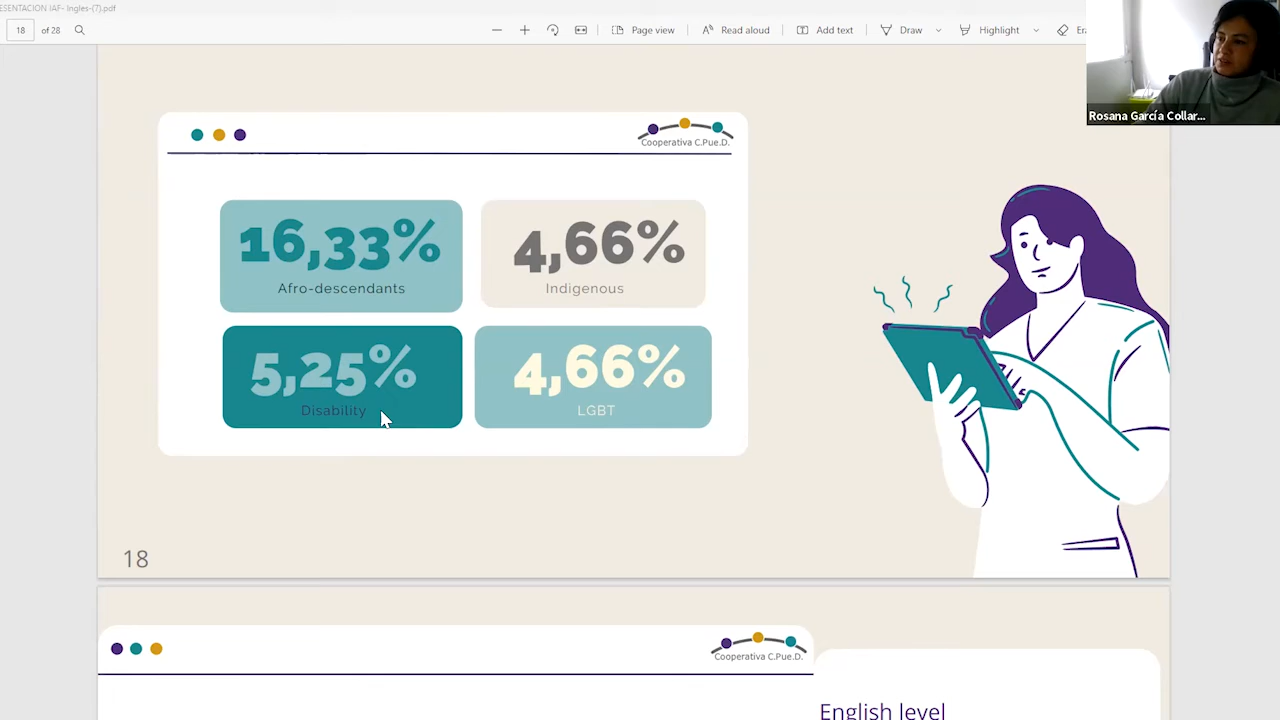 ESENTACION IAF- Ingles-(7).pdf
18 of 28
Page view
Read aloud
Add text
Draw
Highlight
Rosana García Collar...
Cooperativa C.Pue.D.
16,33%
Afro-descendants
4,66%
Indigenous
5,25%
Disability
4,66%
LGBT
18
Cooperativa C.Pue.D.
English level